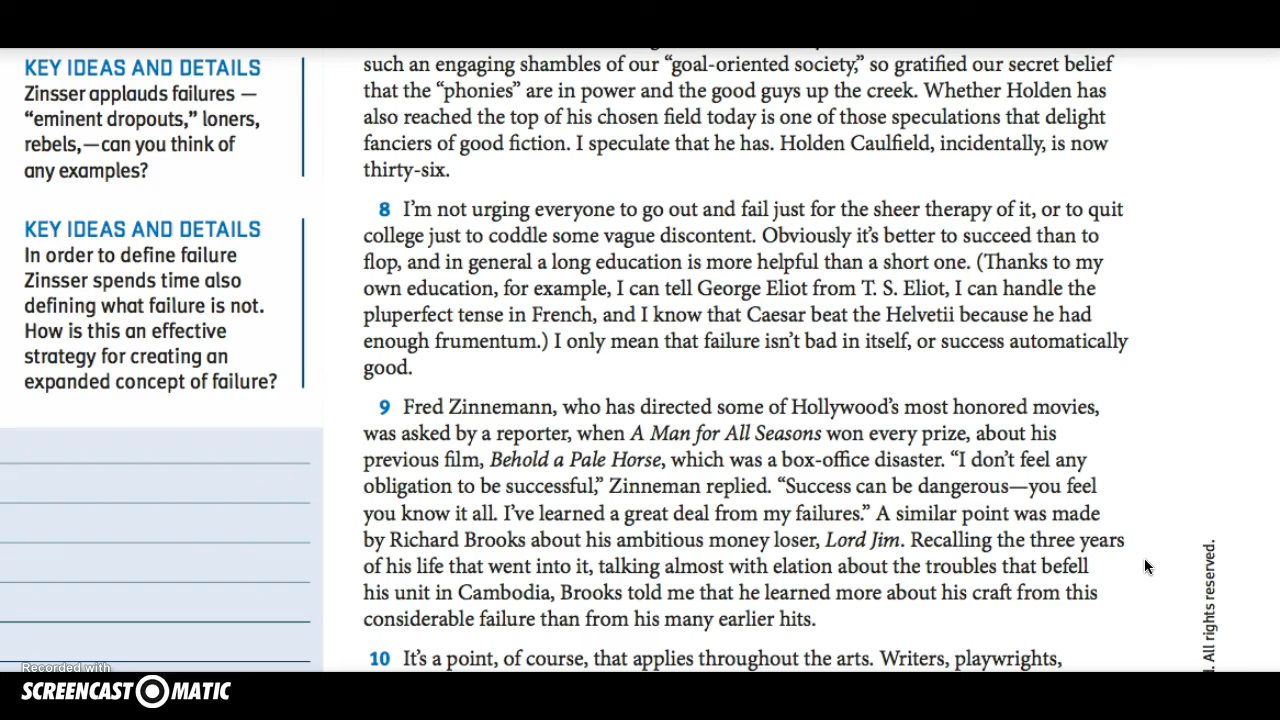 KEY IDEAS AND DETAILS
Zinsser applauds failures —
“eminent dropouts,” loners,
rebels,—can you think of
any examples?
KEY IDEAS AND DETAILS
In order to define failure
Zinsser spends time also
defining what failure is not.
How is this an effective
strategy for creating an
expanded concept of failure?
such an engaging shambles of our “goal-oriented society,” so gratified our secret belief
that the “phonies” are in power and the good guys up the creek. Whether Holden has
also reached the top of his chosen field today is one of those speculations that delight
fanciers of good fiction. I speculate that he has. Holden Caulfield, incidentally, is now
thirty-six.
8 I’m not urging everyone to go out and fail just for the sheer therapy of it, or to quit
college just to coddle some vague discontent. Obviously it’s better to succeed than to
flop, and in general a long education is more helpful than a short one. (Thanks to my
own education, for example, I can tell George Eliot from T. S. Eliot, I can handle the
pluperfect tense in French, and I know that Caesar beat the Helvetii because he had
enough frumentum.) I only mean that failure isn’t bad in itself, or success automatically
good.
9 Fred Zinnemann, who has directed some of Hollywood’s most honored movies,
was asked by a reporter, when A Man for All Seasons won every prize, about his
previous film, Behold a Pale Horse, which was a box-office disaster. “I don’t feel any
obligation to be successful,” Zinneman replied. “Success can be dangerous—you feel
you know it all. I’ve learned a great deal from my failures.” A similar point was made
by Richard Brooks about his ambitious money loser, Lord Jim. Recalling the three years
of his life that went into it, talking almost with elation about the troubles that befell
his unit in Cambodia, Brooks told me that he learned more about his craft from this
considerable failure than from his many earlier hits.
10 It’s a point, of course, that applies throughout the arts. Writers, playwrights,
. All rights reserved.
Recorded with
SCREENCAST MATIC